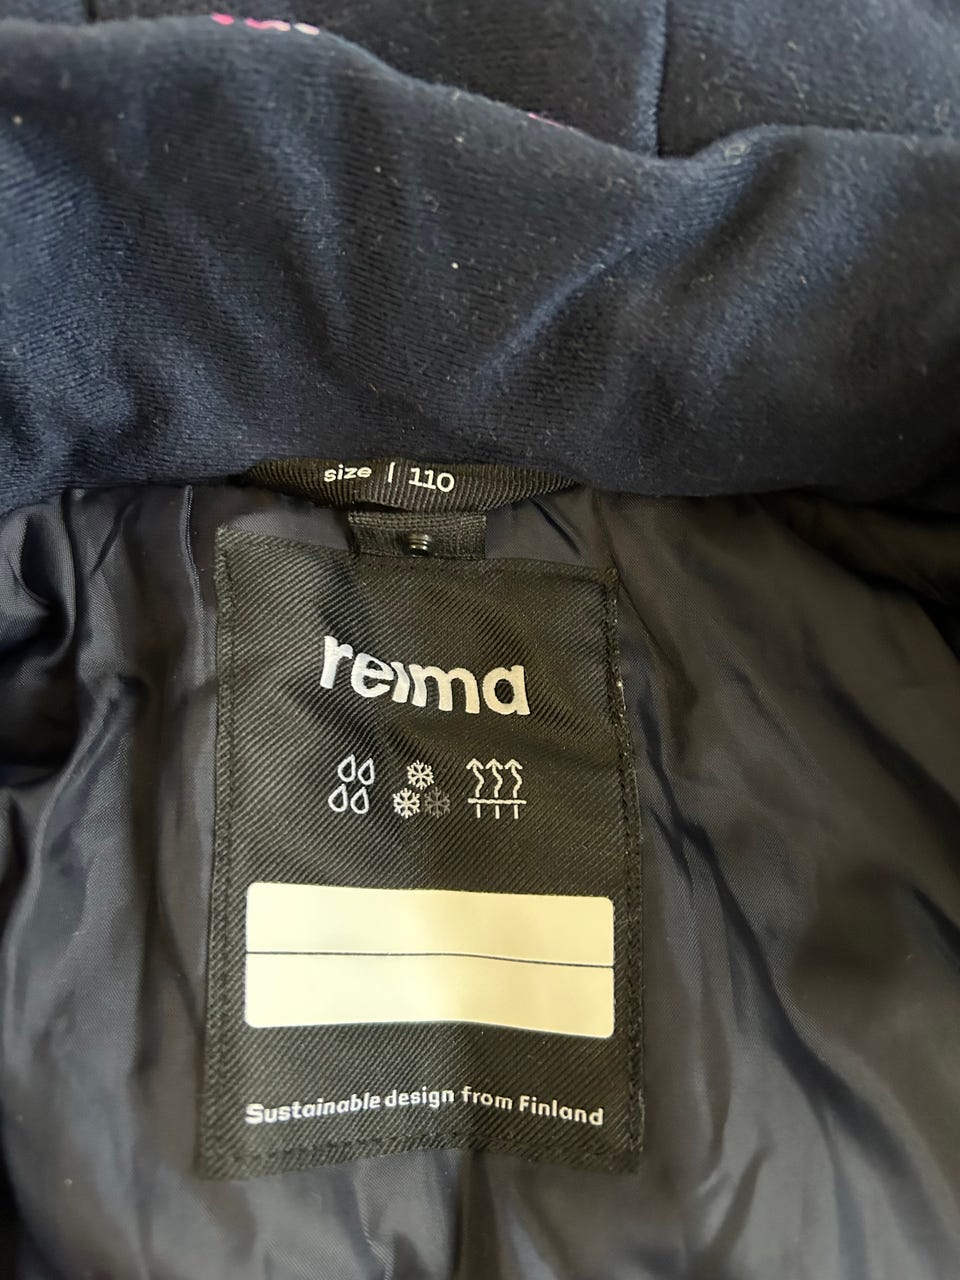 size | 110
reima
Sustainable design from Finland